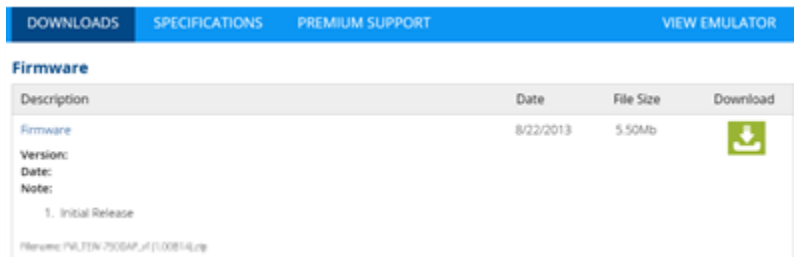 DOWNLOADS SPECIFICATIONS PREMIUM SUPPORT VIEW EMULATOR
Firmware
Description Date File Size Download
Firmware 8/22/2013 5.50Mb
Version:
Date:
Note:
1. Initial Release
Filename: